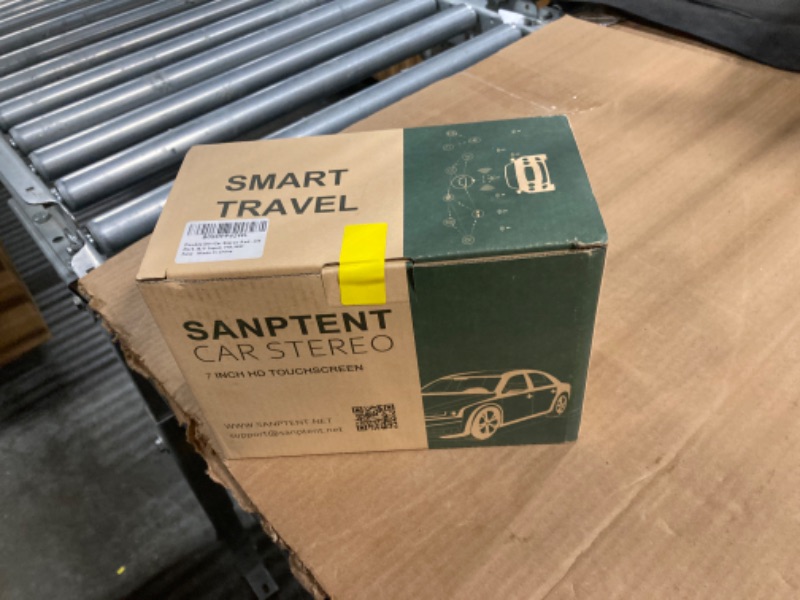 SMART
TRAVEL
SANPTENT
CAR STEREO
7 INCH HD TOUCHSCREEN
WWW.SANPTENT.NET
support@sanptent.net